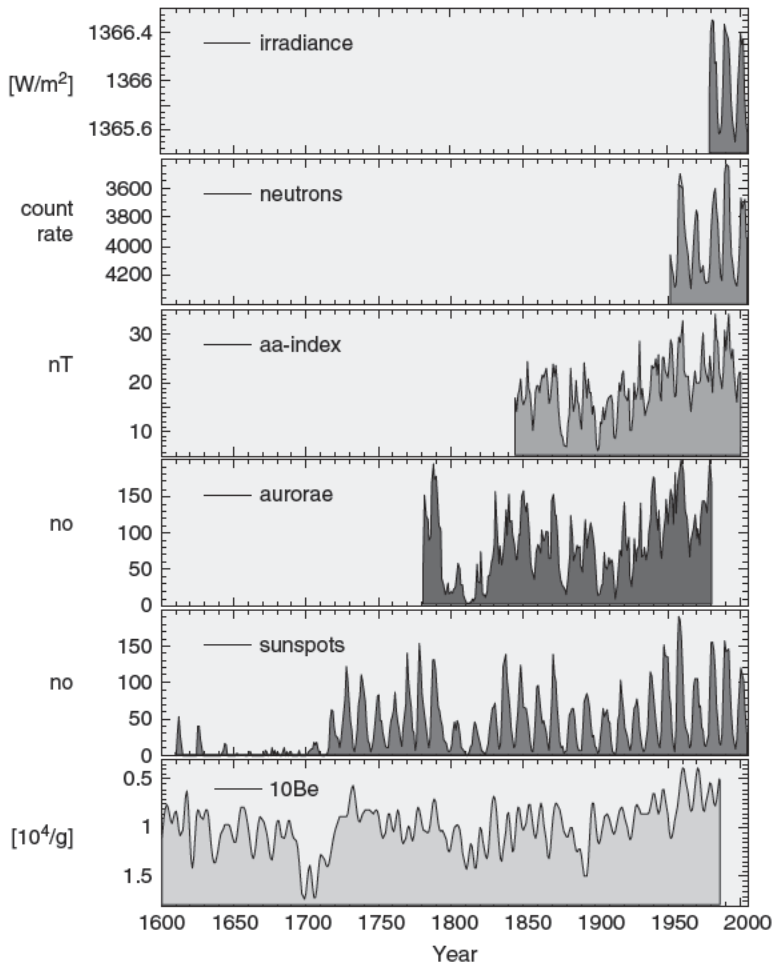 1366.4
irradiance
[W/m²]
1366
1365.6
3600
neutrons
count
rate
3800
4000
4200
30
aa-index
nT
20
10
150
aurorae
no
100
50
0
150
sunspots
no
100
50
0
0.5
10Be
[10⁴/g]
1
1.5
1600 1650 1700 1750 1800 1850 1900 1950 2000
Year